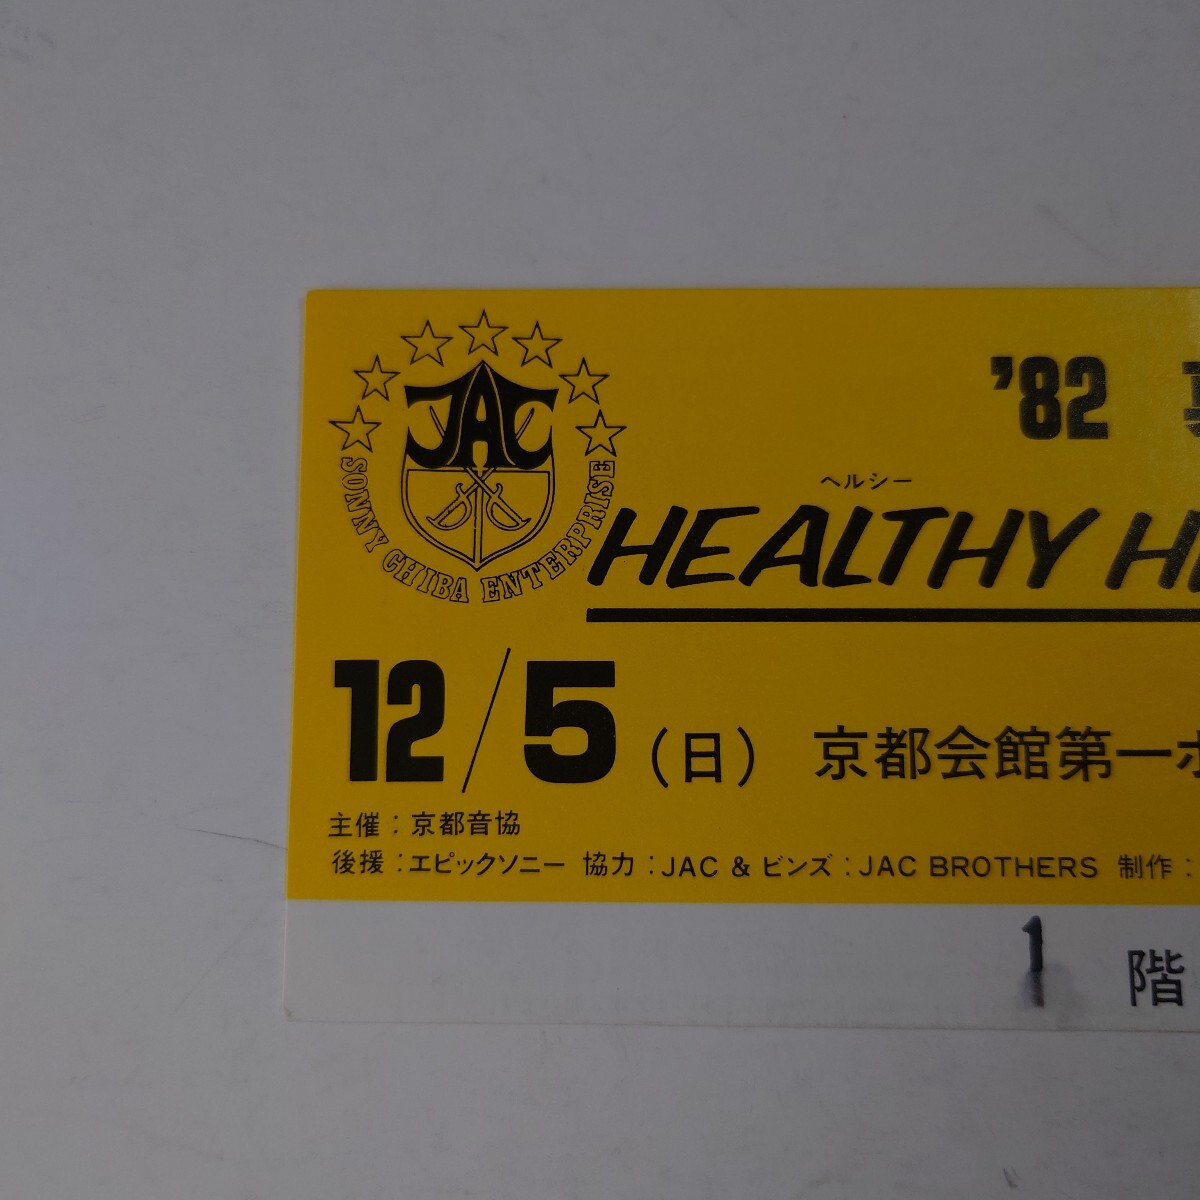 JAC
SONNY CHIBA ENTERPRISE
'82
ヘルシー
HEALTHY
12/5(日) 京都会館第一
主催:京都音協
後援:エピックソニー 協力:JAC & ビンズ:JAC BROTHERS 制作:
1 階